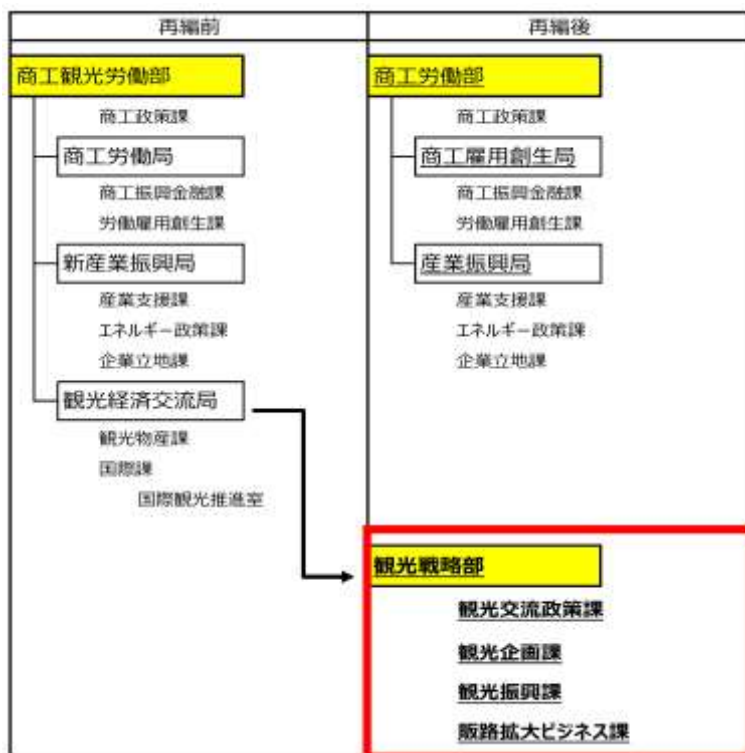 再編前
商工観光労働部
商工政策課
商工労働局
商工振興金融課
労働雇用創生課
新産業振興局
産業支援課
エネルギー政策課
企業立地課
観光経済交流局
観光物産課
国際課
国際観光推進室
再編後
商工労働部
商工政策課
商工雇用創生局
商工振興金融課
労働雇用創生課
産業振興局
産業支援課
エネルギー政策課
企業立地課
観光戦略部
観光交流政策課
観光企画課
観光振興課
販路拡大ビジネス課